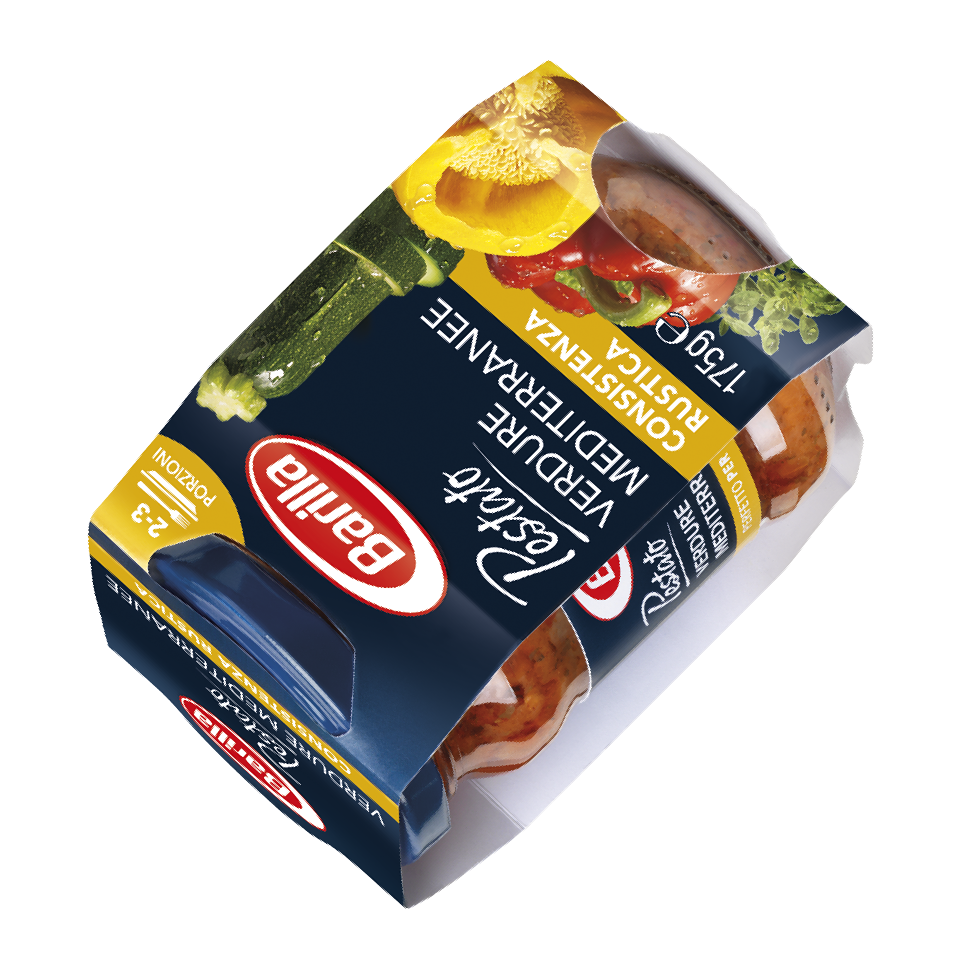 VERDURE MEDITERRANEE
Pestato
Barilla
CONSISTENZA RUSTICA
2-3
PORZIONI
Barilla
Pestato
VERDURE
MEDITERRANEE
CONSISTENZA
RUSTICA
175g e
Pestato
VERDURE
MEDITERR
PERFETTO PER